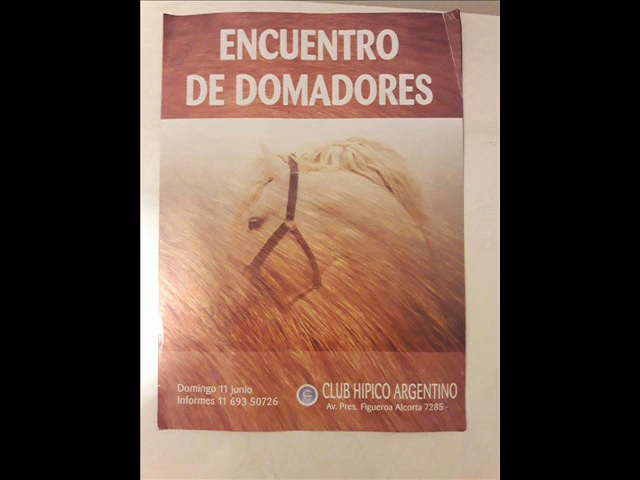 ENCUENTRO
DE DOMADORES
Domingo 11 junio
Informes 11 693 50726
CLUB HIPICO ARGENTINO
Av. Pres. Figueroa Alcorta 7285 -